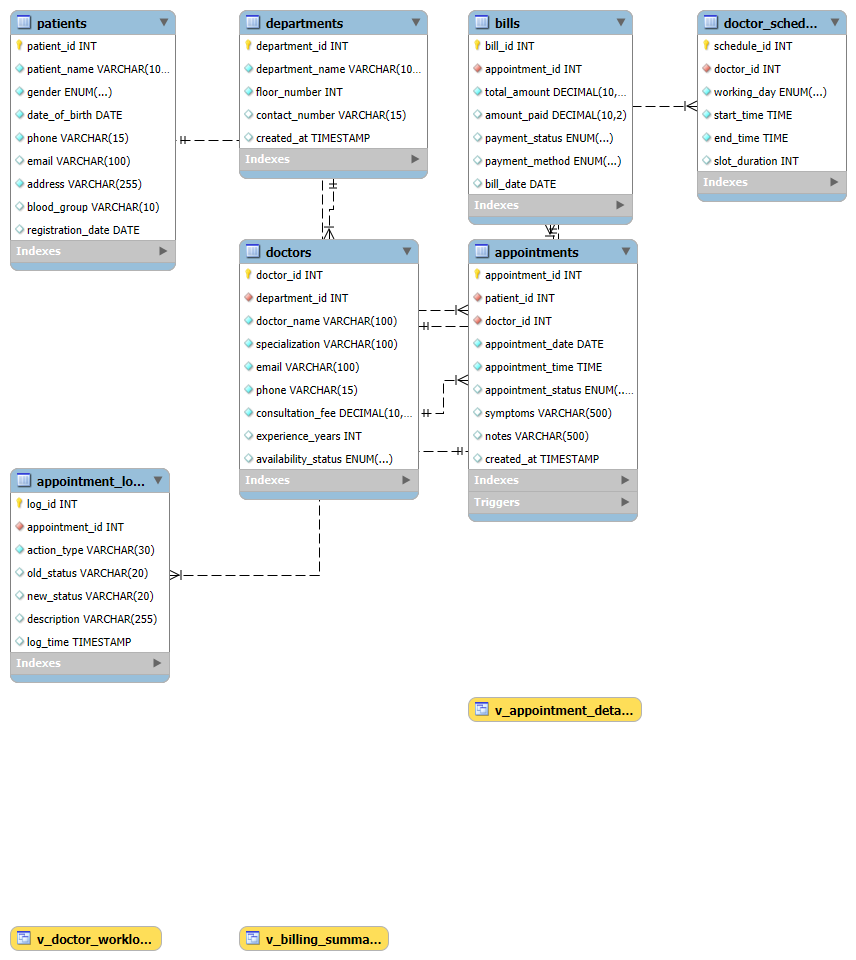 patients
patient_id INT
patient_name VARCHAR(10...
gender ENUM(...)
date_of_birth DATE
phone VARCHAR(15)
email VARCHAR(100)
address VARCHAR(255)
blood_group VARCHAR(10)
registration_date DATE
Indexes
departments
department_id INT
department_name VARCHAR(10...
floor_number INT
contact_number VARCHAR(15)
created_at TIMESTAMP
Indexes
bills
bill_id INT
appointment_id INT
total_amount DECIMAL(10,...
amount_paid DECIMAL(10,2)
payment_status ENUM(...)
payment_method ENUM(...)
bill_date DATE
Indexes
doctor_sched...
schedule_id INT
doctor_id INT
working_day ENUM(...)
start_time TIME
end_time TIME
slot_duration INT
Indexes
doctors
doctor_id INT
department_id INT
doctor_name VARCHAR(100)
specialization VARCHAR(100)
email VARCHAR(100)
phone VARCHAR(15)
consultation_fee DECIMAL(10,...
experience_years INT
availability_status ENUM(...)
Indexes
appointments
appointment_id INT
patient_id INT
doctor_id INT
appointment_date DATE
appointment_time TIME
appointment_status ENUM(...
symptoms VARCHAR(500)
notes VARCHAR(500)
created_at TIMESTAMP
Indexes
Triggers
appointment_lo...
log_id INT
appointment_id INT
action_type VARCHAR(30)
old_status VARCHAR(20)
new_status VARCHAR(20)
description VARCHAR(255)
log_time TIMESTAMP
Indexes
v_appointment_deta...
v_doctor_worklo...
v_billing_summa...